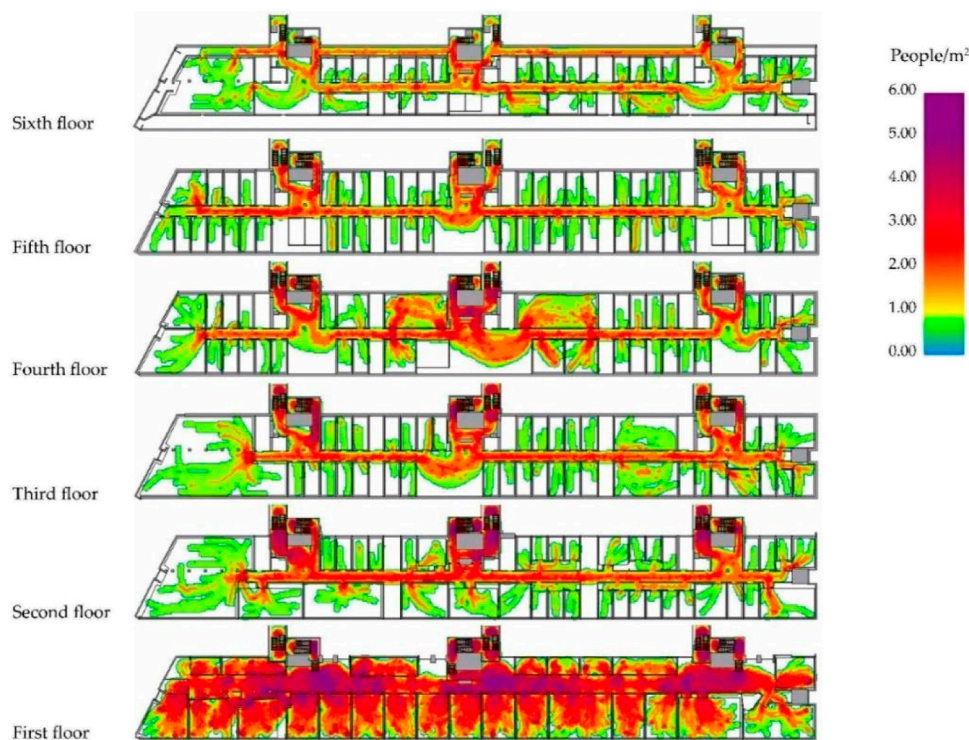 People/m²
6.00
5.00
4.00
3.00
2.00
1.00
0.00
Sixth floor
Fifth floor
Fourth floor
Third floor
Second floor
First floor